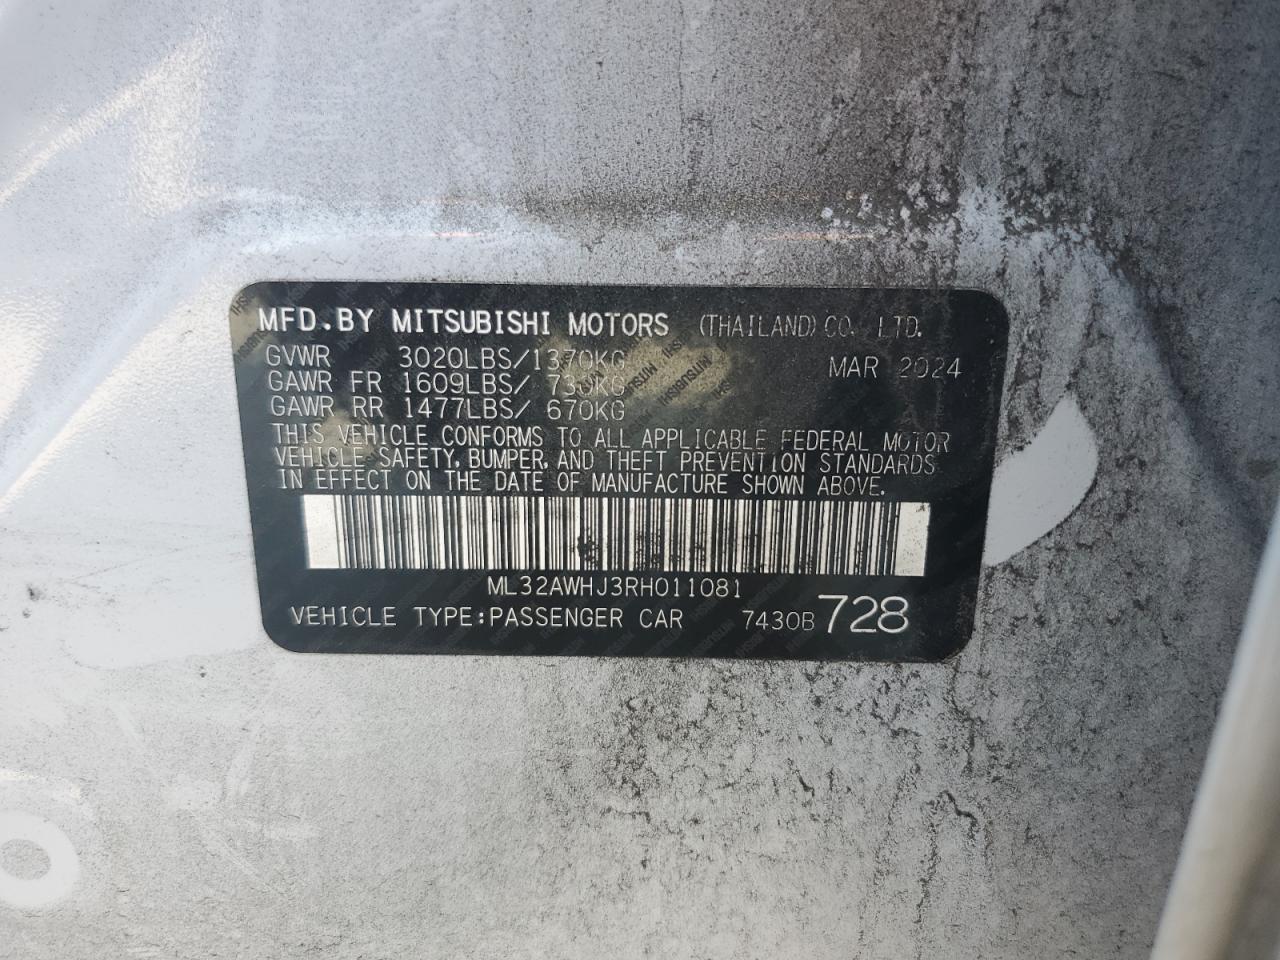 MFD.BY MITSUBISHI MOTORS (THAILAND) CO. LTD.
GVWR 3020LBS/1370KG MAR 2024
GAWR FR 1609LBS/ 730KG
GAWR RR 1477LBS/ 670KG
THIS VEHICLE CONFORMS TO ALL APPLICABLE FEDERAL MOTOR
VEHICLE SAFETY, BUMPER, AND THEFT PREVENTION STANDARDS
IN EFFECT ON THE DATE OF MANUFACTURE SHOWN ABOVE.
ML32AWHJ3RH011081
VEHICLE TYPE:PASSENGER CAR 7430B 728